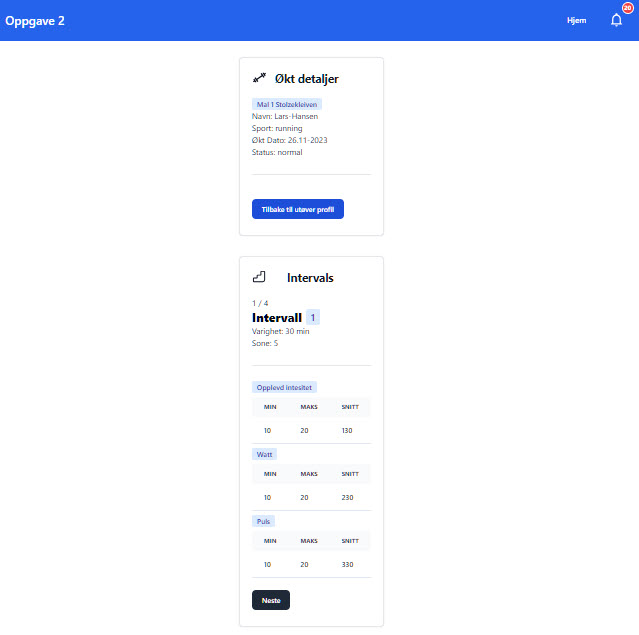 Oppgave 2
Hjem
20
Økt detaljer
Mal 1 Stolzekleiven
Navn: Lars-Hansen
Sport: running
Økt Dato: 26.11-2023
Status: normal
Tilbake til utøver profil
Intervals
1 / 4
Intervall 1
Varighet: 30 min
Sone: 5
Opplevd intesitet
MIN MAKS SNITT
10 20 130
Watt
MIN MAKS SNITT
10 20 230
Puls
MIN MAKS SNITT
10 20 330
Neste